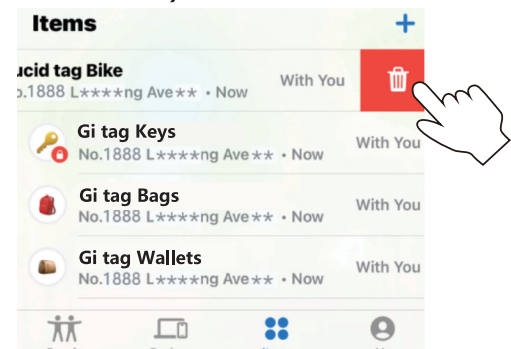 Items
ucid tag Bike
.1888 L****ng Ave** • Now
With You
Gi tag Keys
No.1888 L****ng Ave** • Now
With You
Gi tag Bags
No.1888 L****ng Ave** • Now
With You
Gi tag Wallets
No.1888 L****ng Ave** • Now
With You